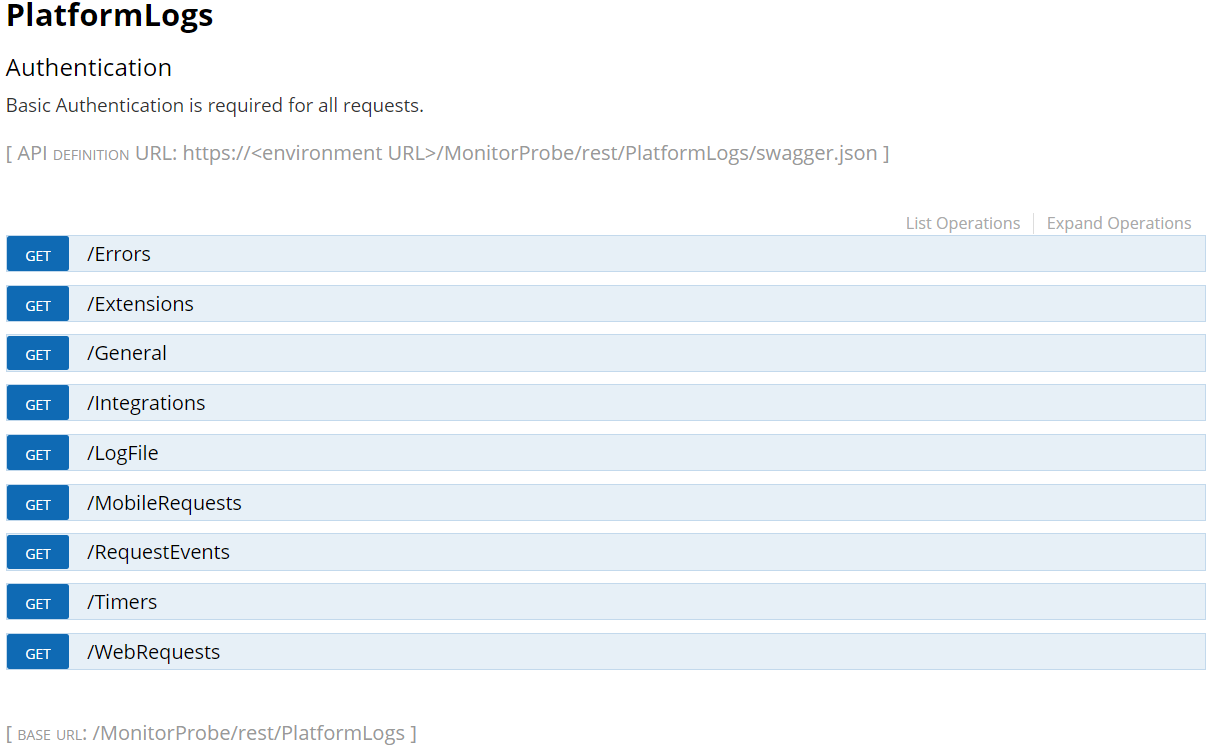 PlatformLogs
Authentication
Basic Authentication is required for all requests.
[ API DEFINITION URL: https://<environment URL>/MonitorProbe/rest/PlatformLogs/swagger.json ]
List Operations Expand Operations
GET /Errors
GET /Extensions
GET /General
GET /Integrations
GET /LogFile
GET /MobileRequests
GET /RequestEvents
GET /Timers
GET /WebRequests
[ BASE URL: /MonitorProbe/rest/PlatformLogs ]